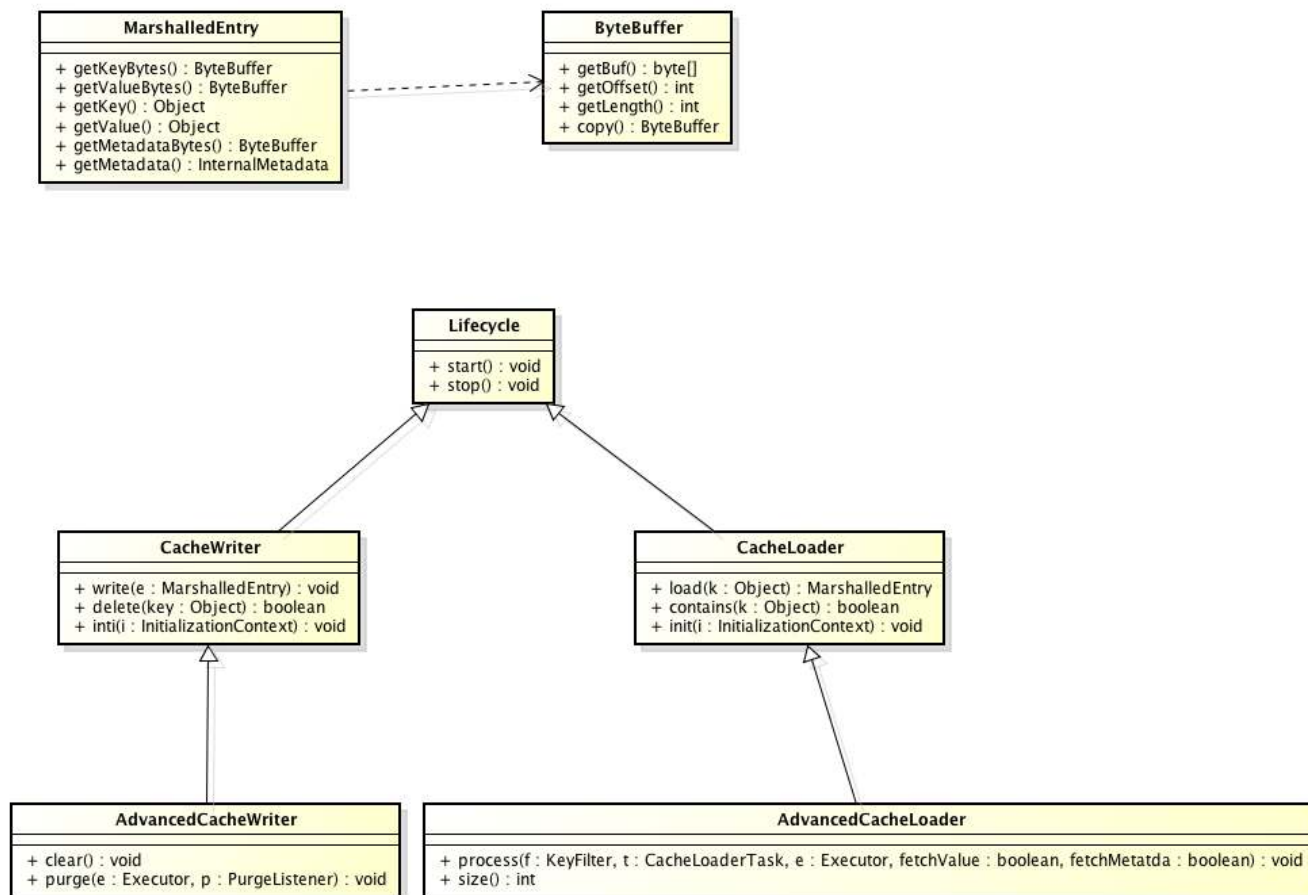 MarshalledEntry
+ getKeyBytes() : ByteBuffer
+ getValueBytes() : ByteBuffer
+ getKey() : Object
+ getValue() : Object
+ getMetadataBytes() : ByteBuffer
+ getMetadata() : InternalMetadata
ByteBuffer
+ getBuf() : byte[]
+ getOffset() : int
+ getLength() : int
+ copy() : ByteBuffer
Lifecycle
+ start() : void
+ stop() : void
CacheWriter
+ write(e : MarshalledEntry) : void
+ delete(key : Object) : boolean
+ inti(i : InitializationContext) : void
CacheLoader
+ load(k : Object) : MarshalledEntry
+ contains(k : Object) : boolean
+ init(i : InitializationContext) : void
AdvancedCacheWriter
+ clear() : void
+ purge(e : Executor, p : PurgeListener) : void
AdvancedCacheLoader
+ process(f : KeyFilter, t : CacheLoaderTask, e : Executor, fetchValue : boolean, fetchMetatda : boolean) : void
+ size() : int